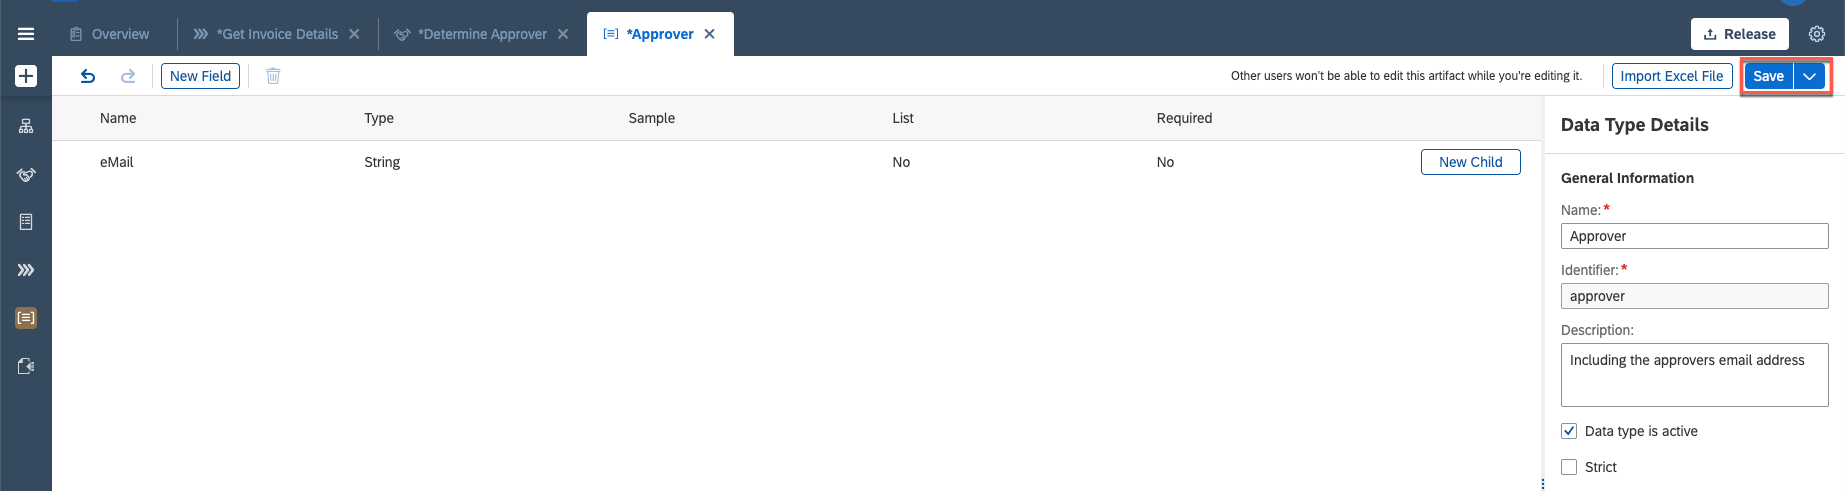 Overview *Get Invoice Details *Determine Approver *Approver Release
New Field Other users won't be able to edit this artifact while you're editing it. Import Excel File Save
Name Type Sample List Required
eMail String No No New Child
Data Type Details
General Information
Name:*
Approver
Identifier:*
approver
Description:
Including the approvers email address
Data type is active
Strict